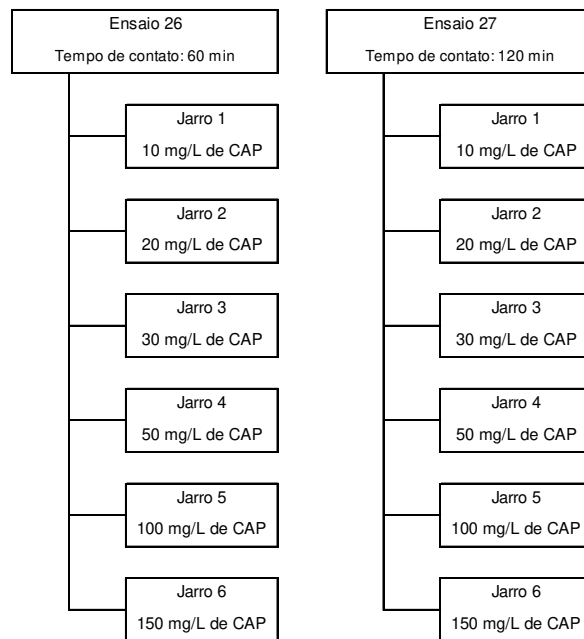 Ensaio 26
Tempo de contato: 60 min
Jarro 1
10 mg/L de CAP
Jarro 2
20 mg/L de CAP
Jarro 3
30 mg/L de CAP
Jarro 4
50 mg/L de CAP
Jarro 5
100 mg/L de CAP
Jarro 6
150 mg/L de CAP
Ensaio 27
Tempo de contato: 120 min
Jarro 1
10 mg/L de CAP
Jarro 2
20 mg/L de CAP
Jarro 3
30 mg/L de CAP
Jarro 4
50 mg/L de CAP
Jarro 5
100 mg/L de CAP
Jarro 6
150 mg/L de CAP